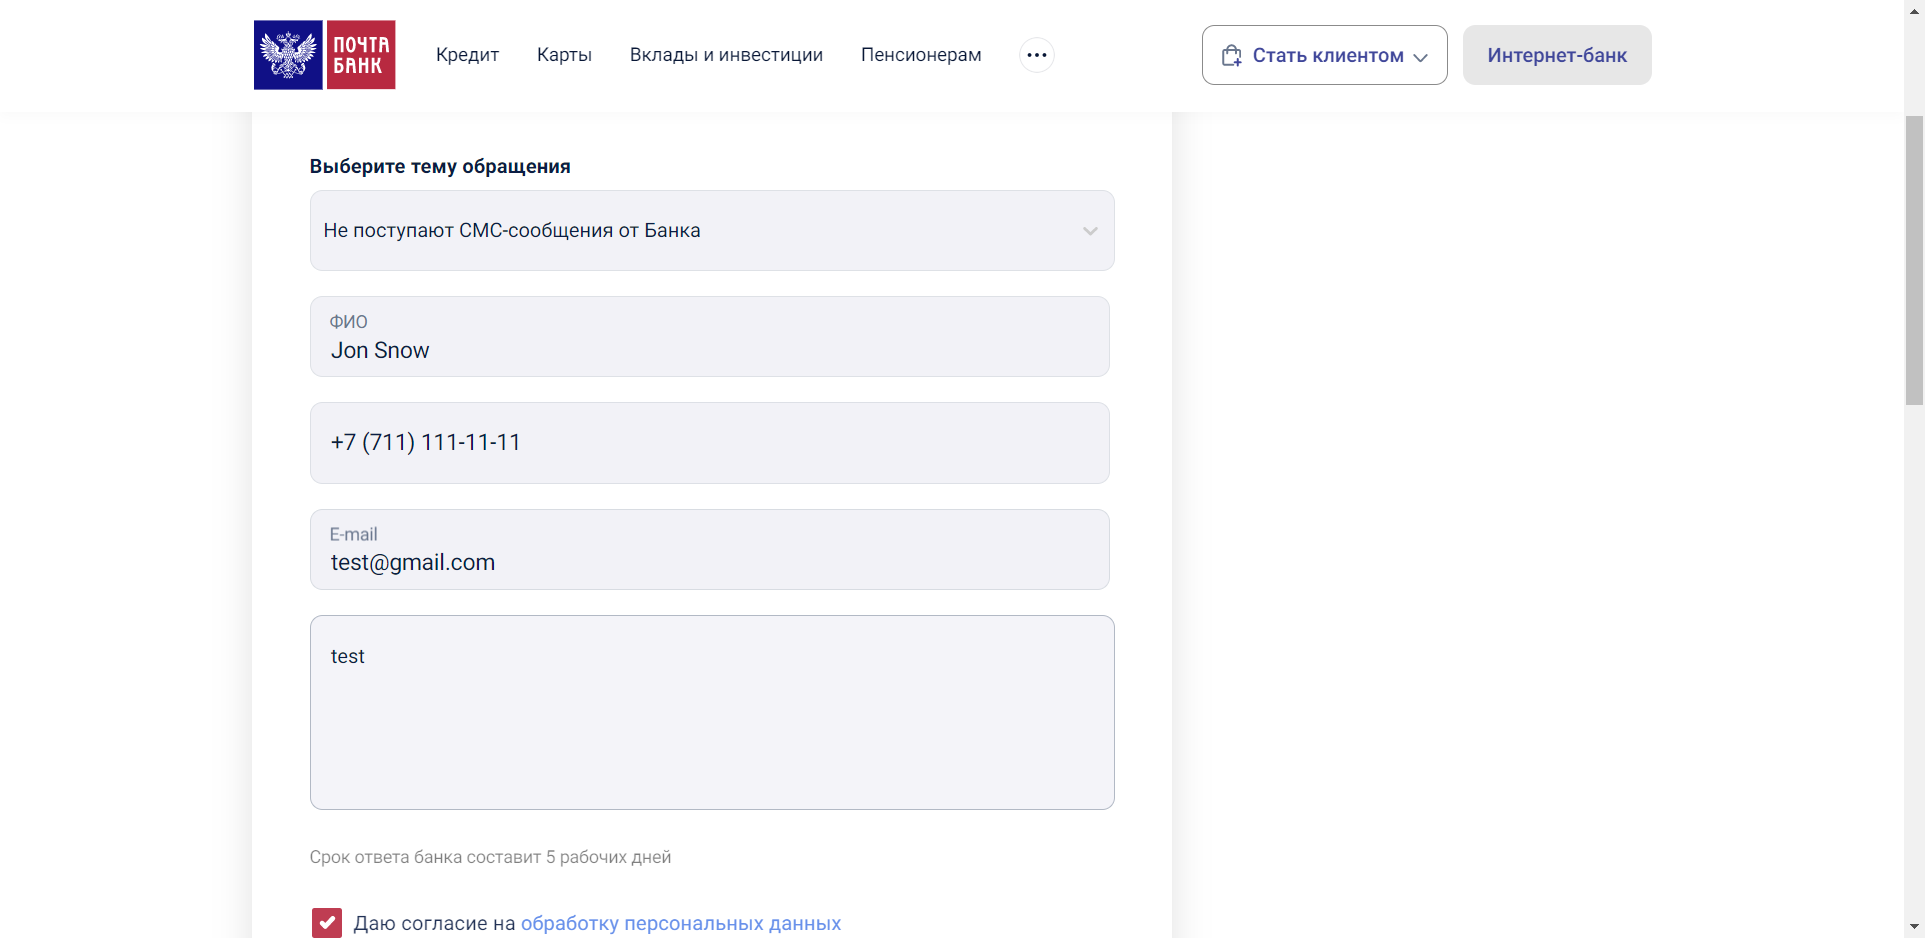 ПОЧТА
БАНК
Кредит
Карты
Вклады и инвестиции
Пенсионерам
Стать клиентом
Интернет-банк
Выберите тему обращения
Не поступают СМС-сообщения от Банка
ФИО
Jon Snow
+7 (711) 111-11-11
E-mail
test@gmail.com
test
Срок ответа банка составит 5 рабочих дней
Даю согласие на обработку персональных данных